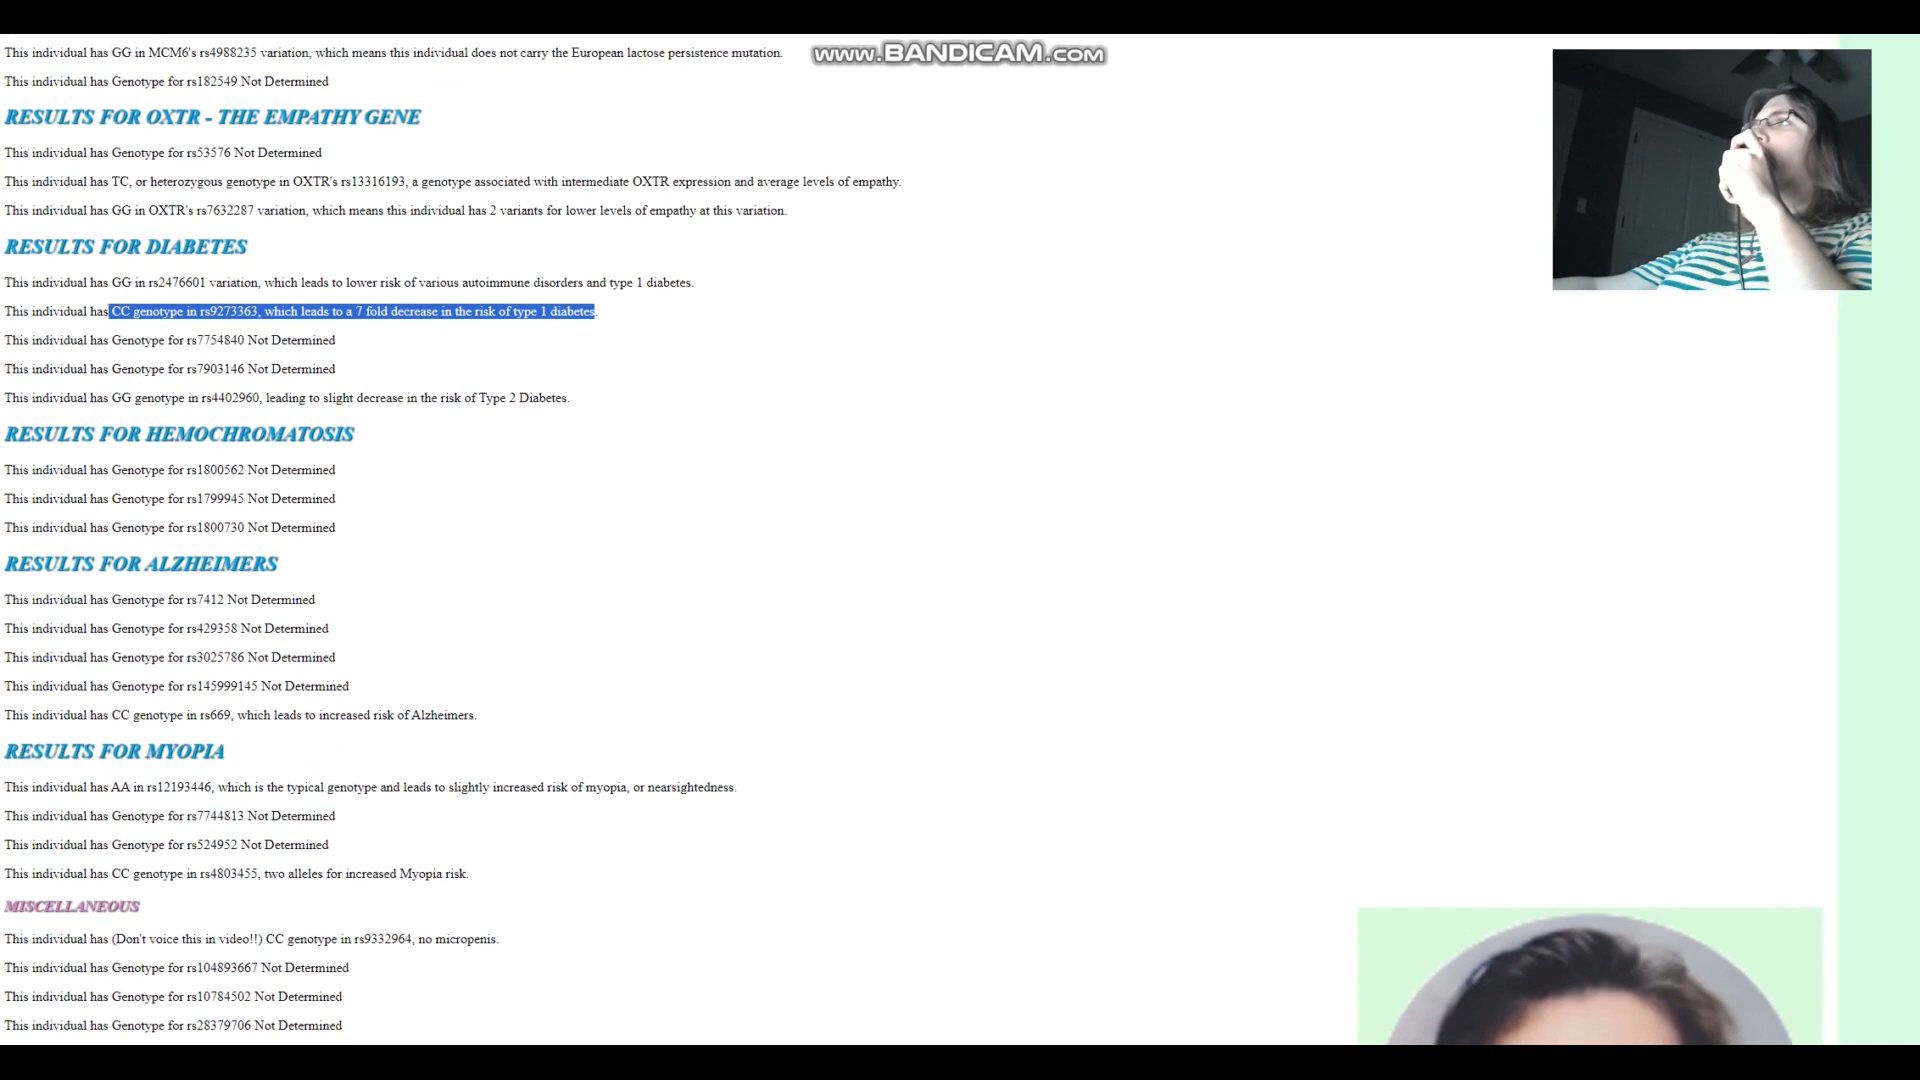 This individual has GG in MCM6's rs4988235 variation, which means this individual does not carry the European lactose persistence mutation.
www.BANDICAM.com
This individual has Genotype for rs182549 Not Determined
RESULTS FOR OXTR - THE EMPATHY GENE
This individual has Genotype for rs53576 Not Determined
This individual has TC, or heterozygous genotype in OXTR's rs13316193, a genotype associated with intermediate OXTR expression and average levels of empathy.
This individual has GG in OXTR's rs7632287 variation, which means this individual has 2 variants for lower levels of empathy at this variation.
RESULTS FOR DIABETES
This individual has GG in rs2476601 variation, which leads to lower risk of various autoimmune disorders and type 1 diabetes.
This individual has CC genotype in rs9273363, which leads to a 7 fold decrease in the risk of type 1 diabetes.
This individual has Genotype for rs7754840 Not Determined
This individual has Genotype for rs7903146 Not Determined
This individual has GG genotype in rs4402960, leading to slight decrease in the risk of Type 2 Diabetes.
RESULTS FOR HEMOCHROMATOSIS
This individual has Genotype for rs1800562 Not Determined
This individual has Genotype for rs1799945 Not Determined
This individual has Genotype for rs1800730 Not Determined
RESULTS FOR ALZHEIMERS
This individual has Genotype for rs7412 Not Determined
This individual has Genotype for rs429358 Not Determined
This individual has Genotype for rs3025786 Not Determined
This individual has Genotype for rs145999145 Not Determined
This individual has CC genotype in rs669, which leads to increased risk of Alzheimers.
RESULTS FOR MYOPIA
This individual has AA in rs12193446, which is the typical genotype and leads to slightly increased risk of myopia, or nearsightedness.
This individual has Genotype for rs7744813 Not Determined
This individual has Genotype for rs524952 Not Determined
This individual has CC genotype in rs4803455, two alleles for increased Myopia risk.
MISCELLANEOUS
This individual has (Don't voice this in video!!) CC genotype in rs9332964, no micropenis.
This individual has Genotype for rs104893667 Not Determined
This individual has Genotype for rs10784502 Not Determined
This individual has Genotype for rs28379706 Not Determined